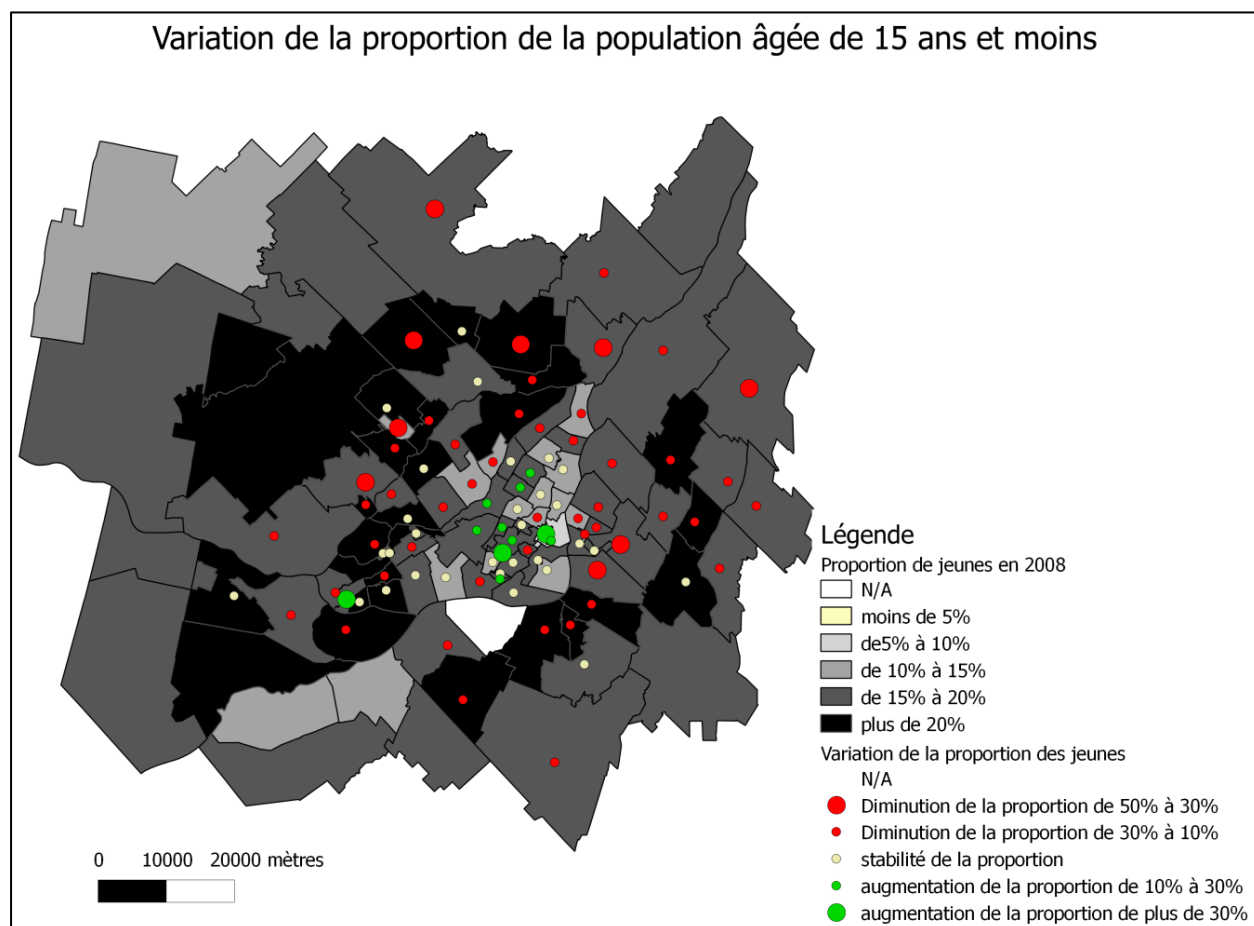 Variation de la proportion de la population âgée de 15 ans et moins
Légende
Proportion de jeunes en 2008
N/A
moins de 5%
de5% à 10%
de 10% à 15%
de 15% à 20%
plus de 20%
Variation de la proportion des jeunes
N/A
Diminution de la proportion de 50% à 30%
Diminution de la proportion de 30% à 10%
stabilité de la proportion
augmentation de la proportion de 10% à 30%
augmentation de la proportion de plus de 30%
0 10000 20000 mètres